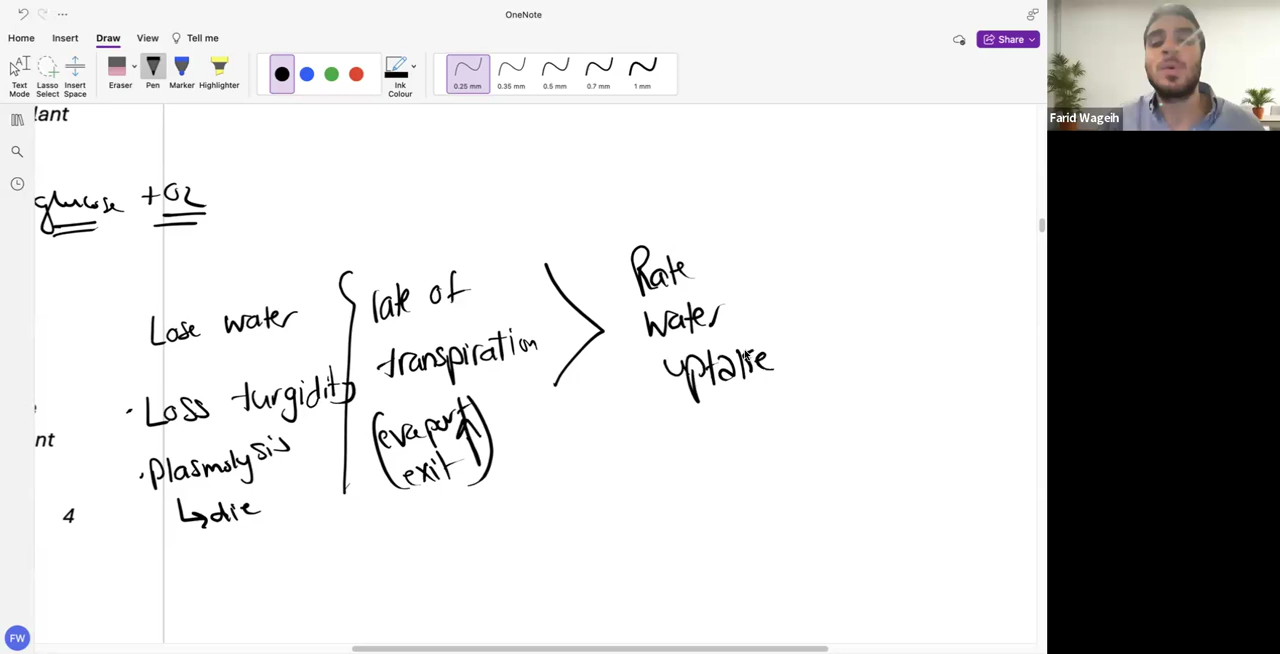 OneNote
Home Insert Draw View Tell me
Share
Text Mode
Lasso Select
Insert Space
Eraser
Pen
Marker
Highlighter
Ink Colour
0.25 mm
0.35 mm
0.5 mm
0.7 mm
1 mm
Farid Wageih
lant
glucose + O2
Rate
Rate of
Lose water
water
transpiration
uptake
· Loss turgidity
(evaport
nt
· Plasmolysis
exit)
↳ die
4
FW